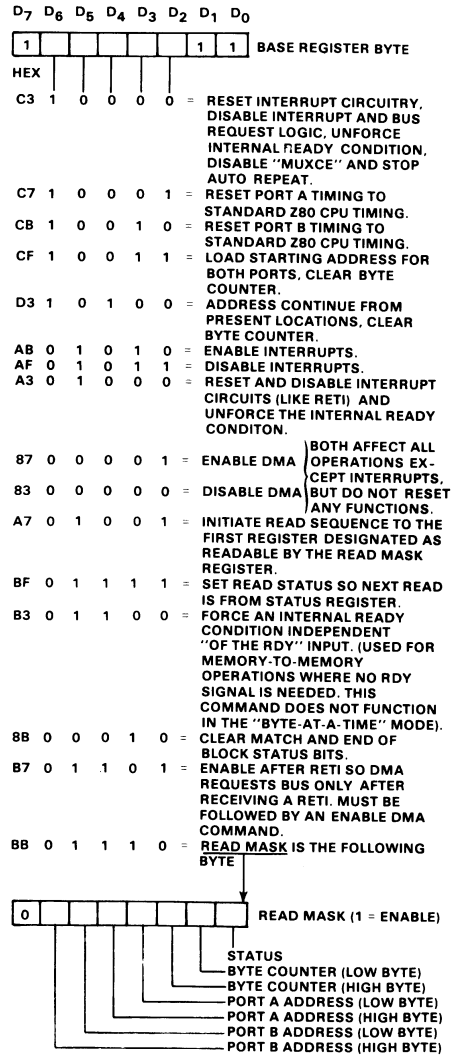 D7 D6 D5 D4 D3 D2 D1 D0
1 1 1 BASE REGISTER BYTE
HEX
C3 1 0 0 0 0 = RESET INTERRUPT CIRCUITRY,
DISABLE INTERRUPT AND BUS
REQUEST LOGIC, UNFORCE
INTERNAL READY CONDITION,
DISABLE "MUXCE" AND STOP
AUTO REPEAT.
C7 1 0 0 0 1 = RESET PORT A TIMING TO
STANDARD Z80 CPU TIMING.
CB 1 0 0 1 0 = RESET PORT B TIMING TO
STANDARD Z80 CPU TIMING.
CF 1 0 0 1 1 = LOAD STARTING ADDRESS FOR
BOTH PORTS, CLEAR BYTE
COUNTER.
D3 1 0 1 0 0 = ADDRESS CONTINUE FROM
PRESENT LOCATIONS, CLEAR
BYTE COUNTER.
AB 0 1 0 1 0 = ENABLE INTERRUPTS.
AF 0 1 0 1 1 = DISABLE INTERRUPTS.
A3 0 1 0 0 0 = RESET AND DISABLE INTERRUPT
CIRCUITS (LIKE RETI) AND
UNFORCE THE INTERNAL READY
CONDITON.
87 0 0 0 0 1 = ENABLE DMA
83 0 0 0 0 0 = DISABLE DMA
BOTH AFFECT ALL
OPERATIONS EX-
CEPT INTERRUPTS,
BUT DO NOT RESET
ANY FUNCTIONS.
A7 0 1 0 0 1 = INITIATE READ SEQUENCE TO THE
FIRST REGISTER DESIGNATED AS
READABLE BY THE READ MASK
REGISTER.
BF 0 1 1 1 1 = SET READ STATUS SO NEXT READ
IS FROM STATUS REGISTER.
B3 0 1 1 0 0 = FORCE AN INTERNAL READY
CONDITION INDEPENDENT
"OF THE RDY" INPUT. (USED FOR
MEMORY-TO-MEMORY
OPERATIONS WHERE NO RDY
SIGNAL IS NEEDED. THIS
COMMAND DOES NOT FUNCTION
IN THE "BYTE-AT-A-TIME" MODE).
8B 0 0 0 1 0 = CLEAR MATCH AND END OF
BLOCK STATUS BITS.
B7 0 1 1 0 1 = ENABLE AFTER RETI SO DMA
REQUESTS BUS ONLY AFTER
RECEIVING A RETI. MUST BE
FOLLOWED BY AN ENABLE DMA
COMMAND.
BB 0 1 1 1 0 = READ MASK IS THE FOLLOWING
BYTE
0 READ MASK (1 = ENABLE)
STATUS
BYTE COUNTER (LOW BYTE)
BYTE COUNTER (HIGH BYTE)
PORT A ADDRESS (LOW BYTE)
PORT A ADDRESS (HIGH BYTE)
PORT B ADDRESS (LOW BYTE)
PORT B ADDRESS (HIGH BYTE)